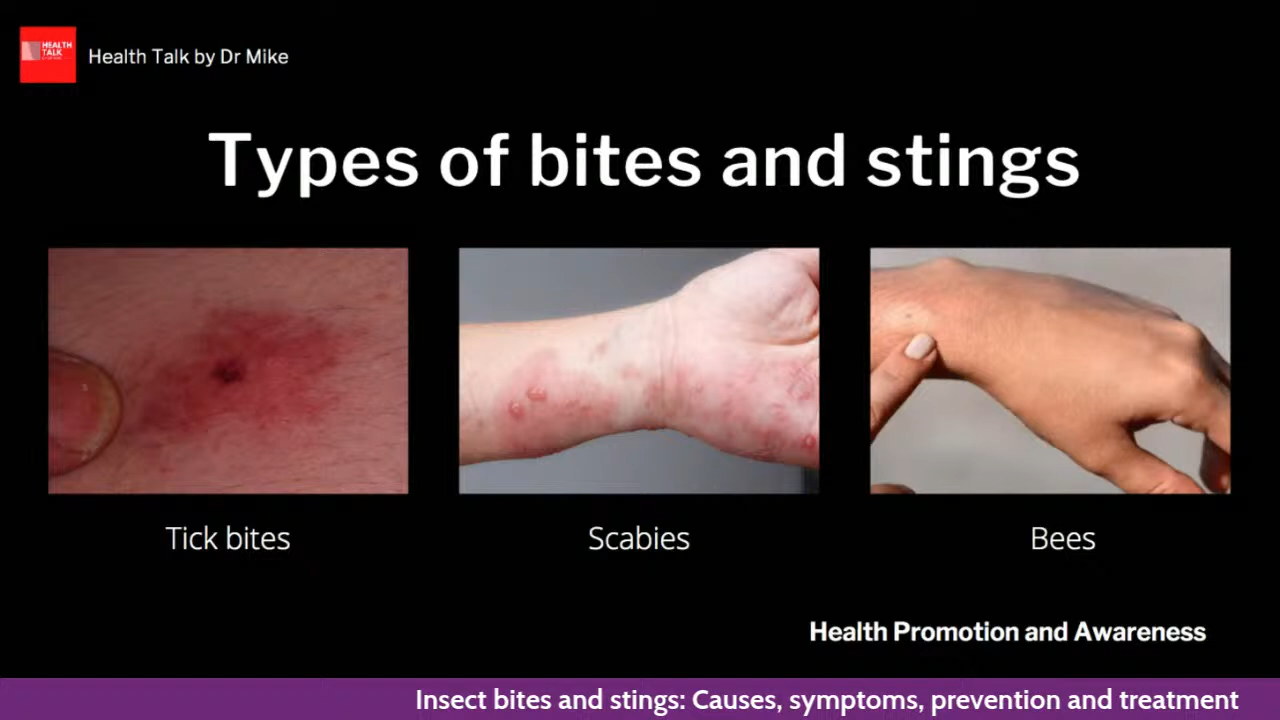 HEALTH
TALK
Health Talk by Dr Mike
Types of bites and stings
Tick bites
Scabies
Bees
Health Promotion and Awareness
Insect bites and stings: Causes, symptoms, prevention and treatment